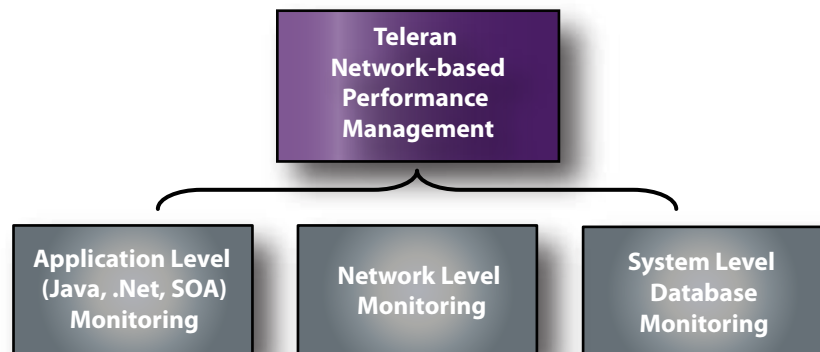 Teleran
Network-based
Performance
Management
Application Level
(Java, .Net, SOA)
Monitoring
Network Level
Monitoring
System Level
Database
Monitoring